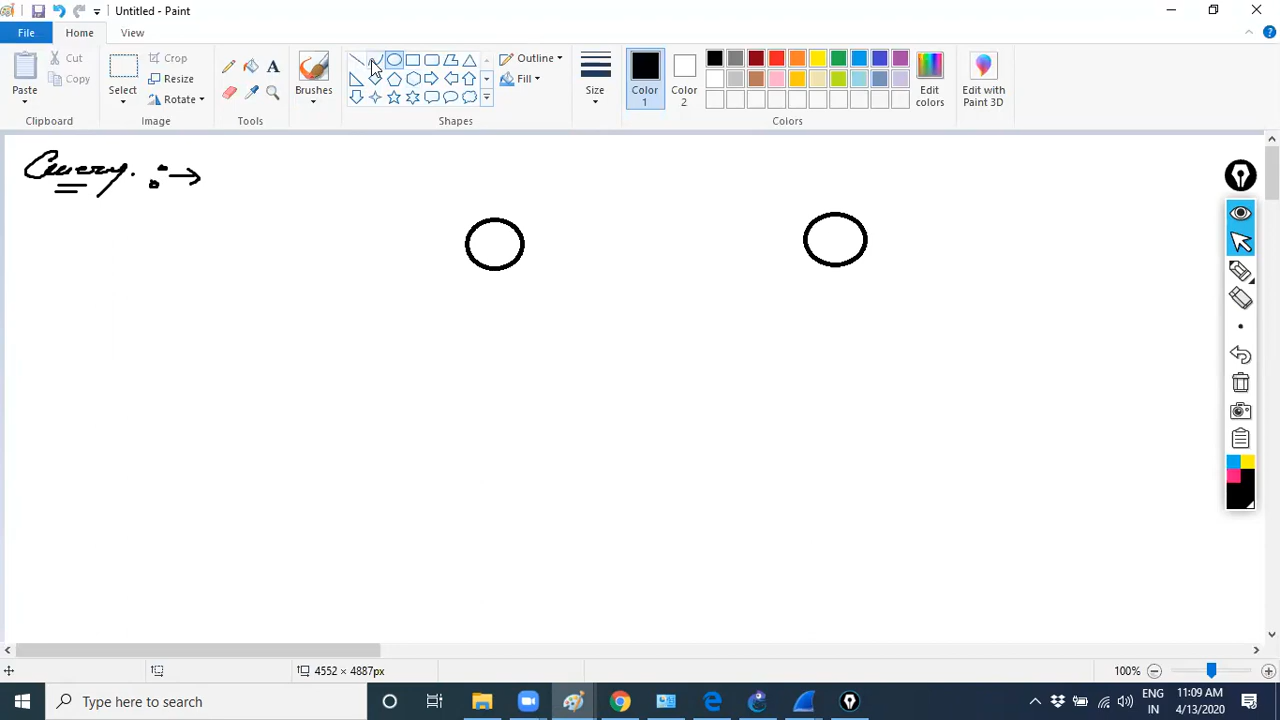 Untitled - Paint
File Home View
Paste
Cut
Copy
Clipboard
Select
Crop
Resize
Rotate
Image
A
Tools
Brushes
Outline
Fill
Shapes
Size
Color 1
Color 2
Edit colors
Edit with Paint 3D
Colors
4552 × 4887px
100%
Type here to search
ENG
IN
11:09 AM
4/13/2020